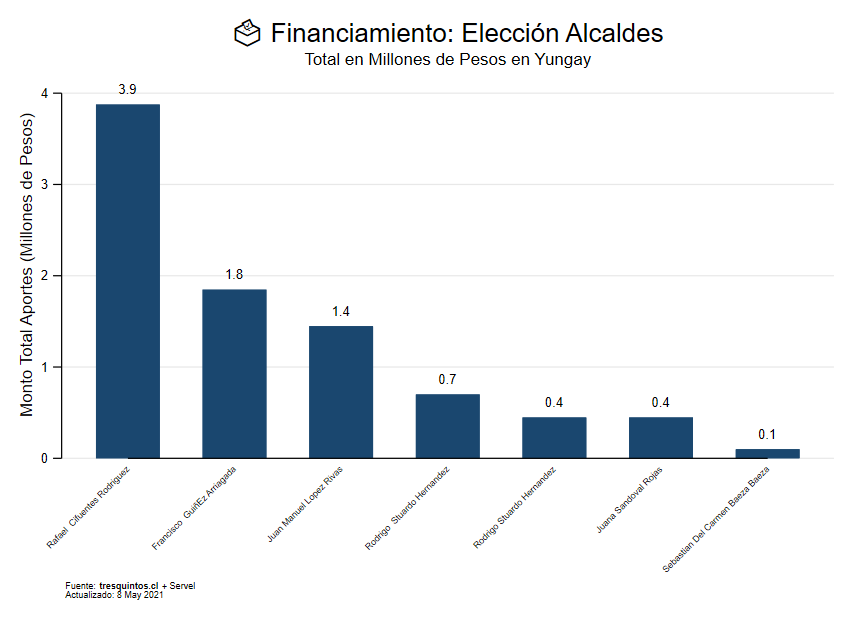 Financiamiento: Elección Alcaldes
Total en Millones de Pesos en Yungay
Monto Total Aportes (Millones de Pesos)
4
3
2
1
0
3.9
1.8
1.4
0.7
0.4
0.4
0.1
Rafael Cifuentes Rodriguez
Francisco GuiñEz Arriagada
Juan Manuel Lopez Rivas
Rodrigo Stuardo Hernandez
Rodrigo Stuardo Hernandez
Juana Sandoval Rojas
Sebastian Del Carmen Baeza Baeza
Fuente: tresquintos.cl + Servel
Actualizado: 8 May 2021